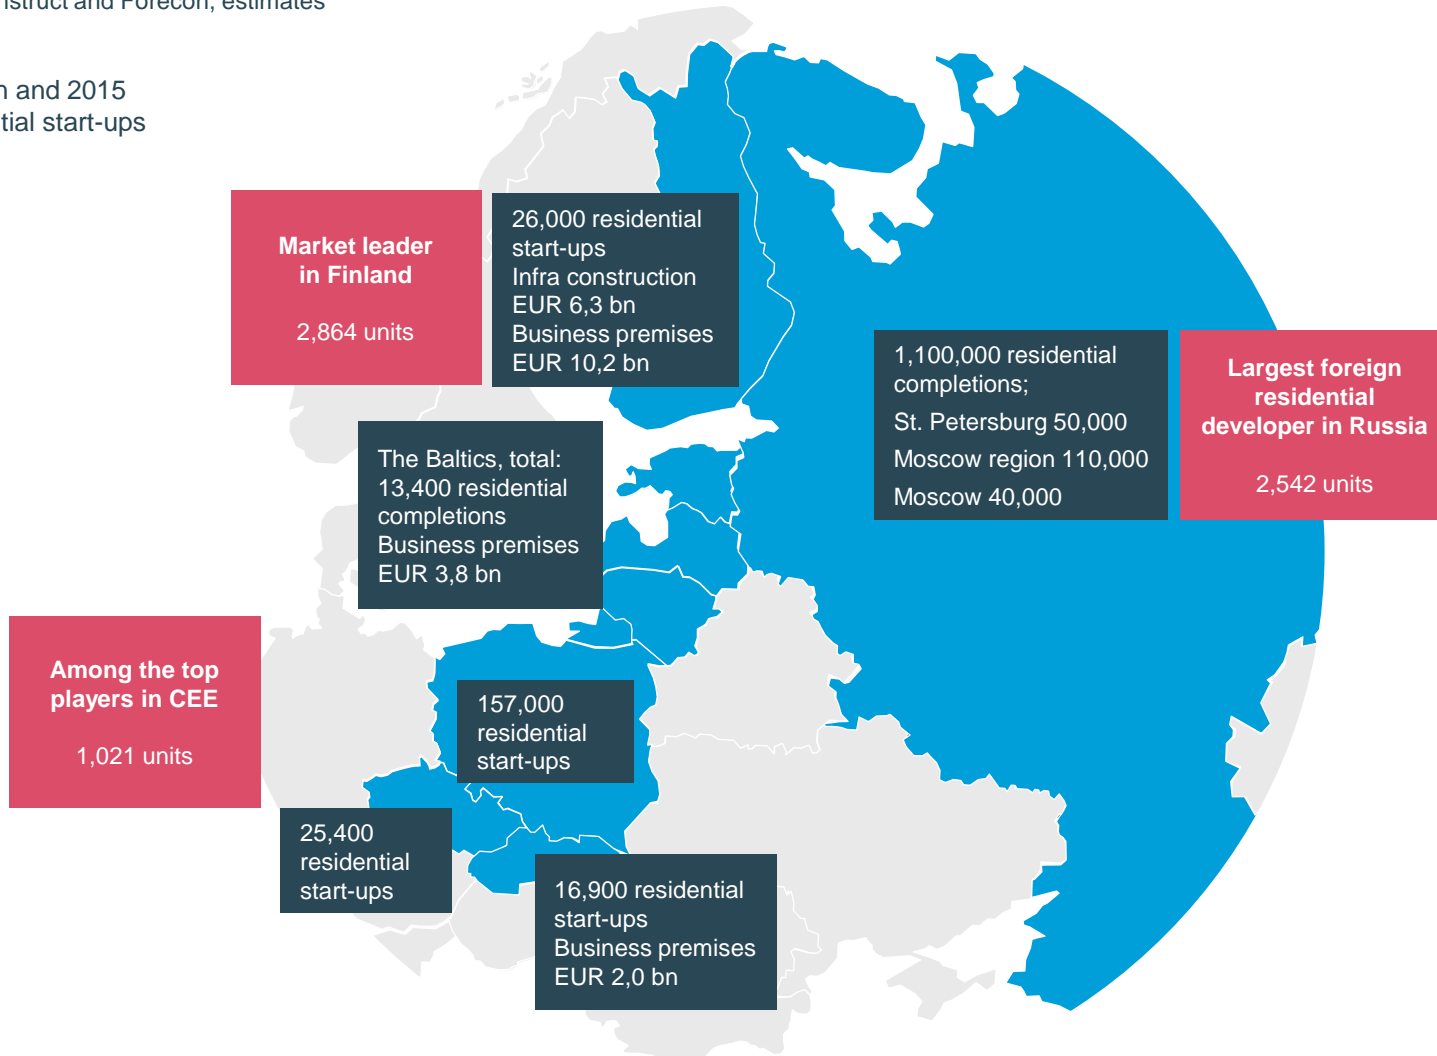 and Forecon, estimates
and 2015
start-ups
Market leader
in Finland
2,864 units
26,000 residential
start-ups
Infra construction
EUR 6,3 bn
Business premises
EUR 10,2 bn
1,100,000 residential
completions;
St. Petersburg 50,000
Moscow region 110,000
Moscow 40,000
Largest foreign
residential
developer in Russia
2,542 units
The Baltics, total:
13,400 residential
completions
Business premises
EUR 3,8 bn
Among the top
players in CEE
1,021 units
157,000
residential
start-ups
25,400
residential
start-ups
16,900 residential
start-ups
Business premises
EUR 2,0 bn